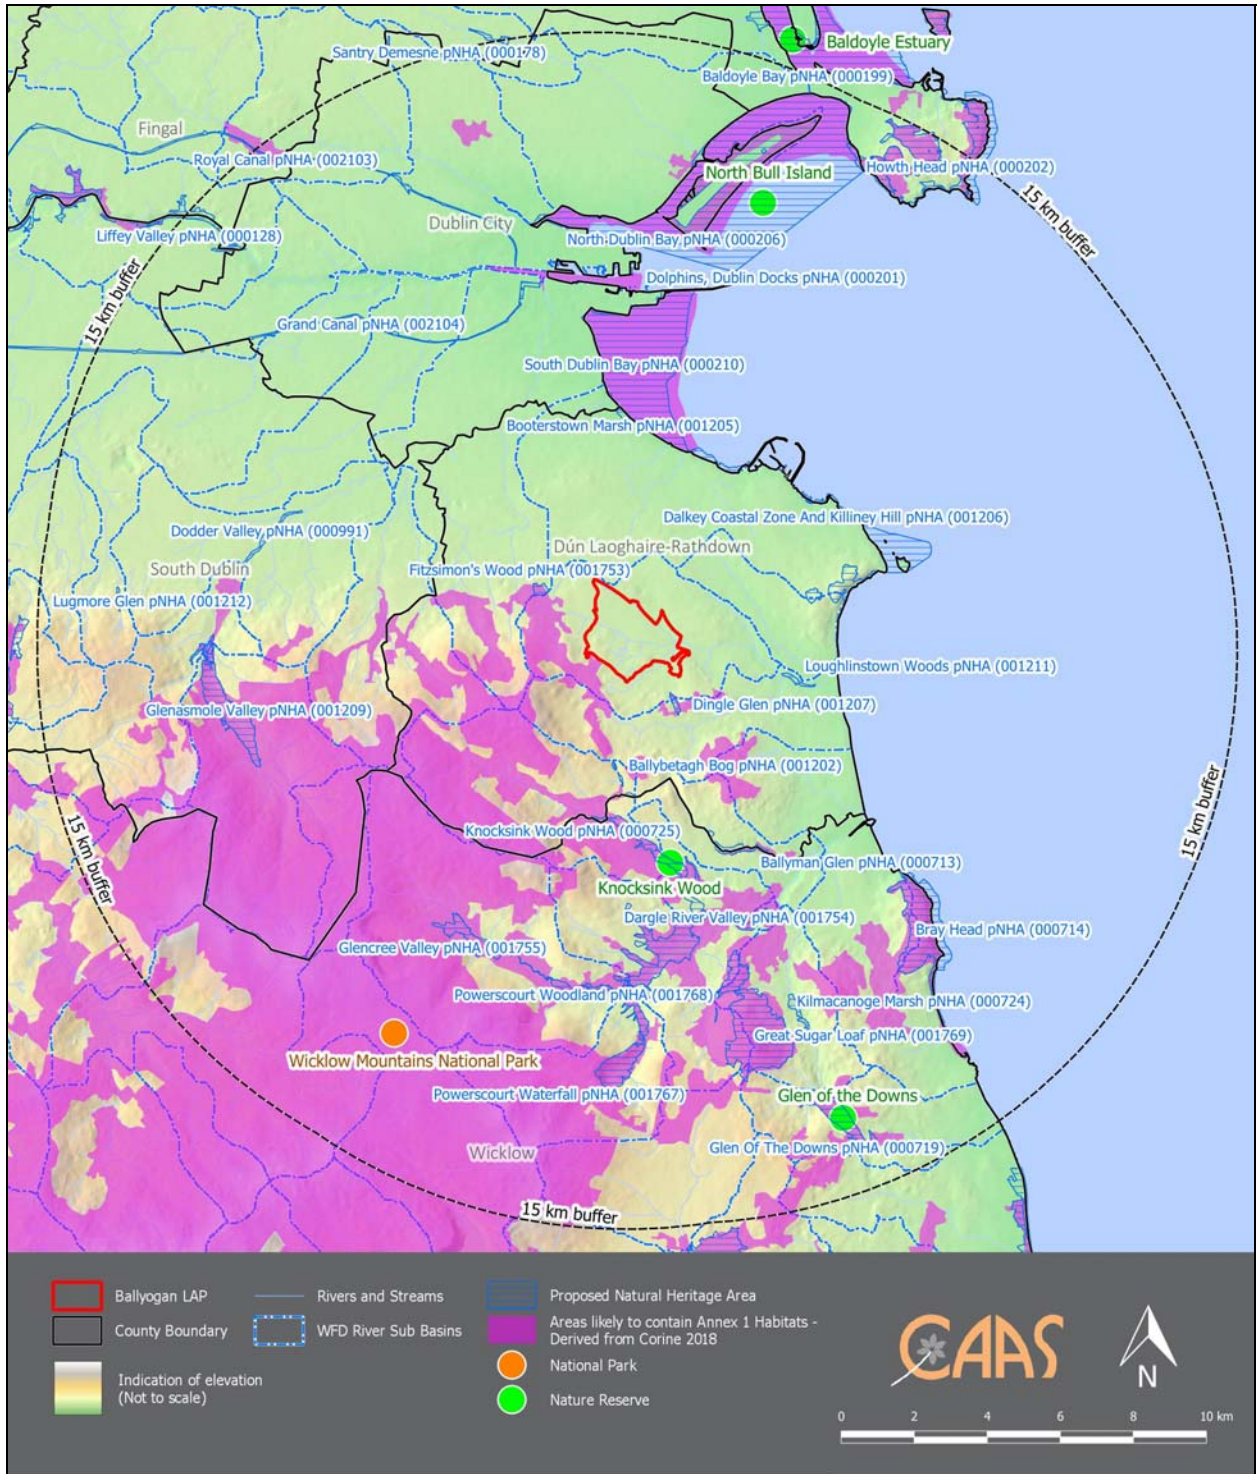 Baldoyle Estuary
Santry Demesne pNHA (000178)
Baldoyle Bay pNHA (000199)
Fingal
Royal Canal pNHA (002103)
Howth Head pNHA (000202)
North Bull Island
15 km buffer
Dublin City
Liffey Valley pNHA (000128)
North Dublin Bay pNHA (000206)
Dolphins, Dublin Docks pNHA (000201)
15 km buffer
Grand Canal pNHA (002104)
South Dublin Bay pNHA (000210)
Booterstown Marsh pNHA (001205)
Dodder Valley pNHA (000991)
Dalkey Coastal Zone And Killiney Hill pNHA (001206)
Dún Laoghaire-Rathdown
South Dublin
Fitzsimon's Wood pNHA (001753)
Lugmore Glen pNHA (001212)
Loughlinstown Woods pNHA (001211)
Glenasmole Valley pNHA (001209)
Dingle Glen pNHA (001207)
Ballybetagh Bog pNHA (001202)
15 km buffer
15 km buffer
Knocksink Wood pNHA (000725)
Ballyman Glen pNHA (000713)
Knocksink Wood
Dargle River Valley pNHA (001754)
Bray Head pNHA (000714)
Glencree Valley pNHA (001755)
Powerscourt Woodland pNHA (001768)
Kilmacanoge Marsh pNHA (000724)
Great Sugar Loaf pNHA (001769)
Wicklow Mountains National Park
Powerscourt Waterfall pNHA (001767)
Glen of the Downs
Glen Of The Downs pNHA (000719)
Wicklow
15 km buffer
Ballyogan LAP
County Boundary
Indication of elevation
(Not to scale)
Rivers and Streams
WFD River Sub Basins
Proposed Natural Heritage Area
Areas likely to contain Annex 1 Habitats -
Derived from Corine 2018
National Park
Nature Reserve
CAAS
N
0 2 4 6 8 10 km